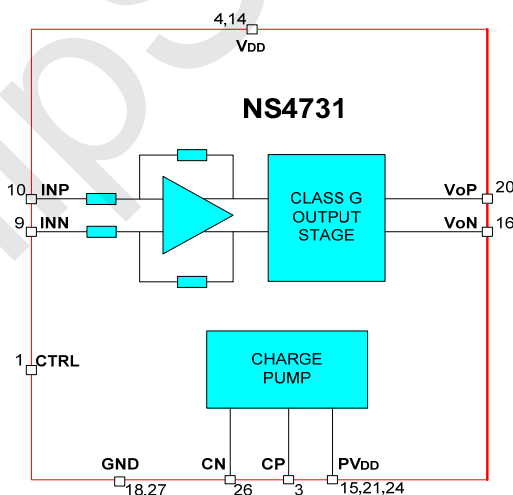 4,14
VDD
NS4731
10 INP
9 INN
CLASS G
OUTPUT
STAGE
VoP 20
VoN 16
1 CTRL
CHARGE
PUMP
GND
18,27
CN
26
CP
3
PVDD
15,21,24